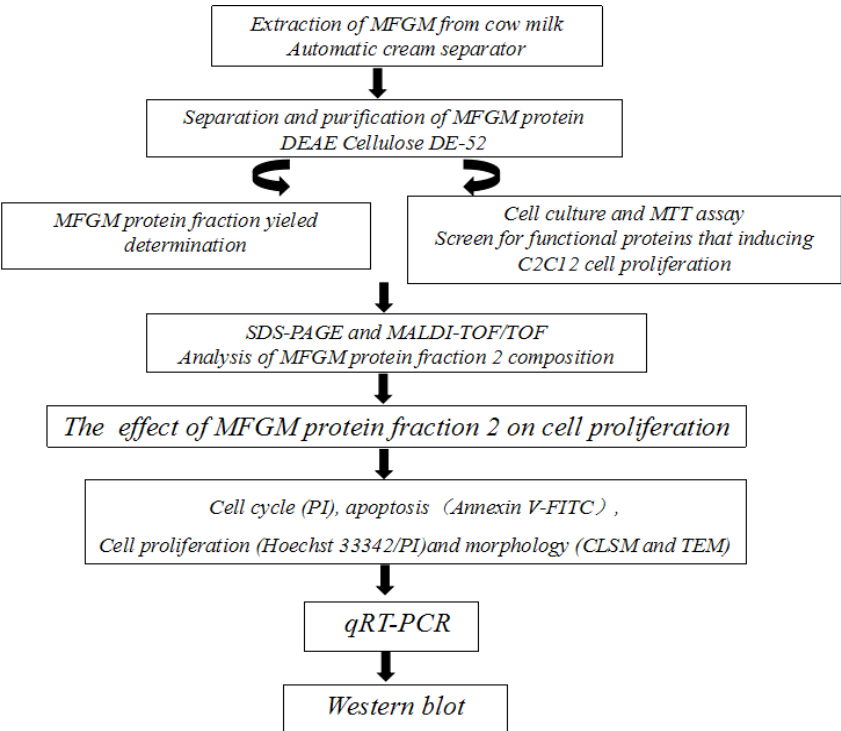 Extraction of MFGM from cow milk
Automatic cream separator
Separation and purification of MFGM protein
DEAE Cellulose DE-52
MFGM protein fraction yielded
determination
Cell culture and MTT assay
Screen for functional proteins that inducing
C2C12 cell proliferation
SDS-PAGE and MALDI-TOF/TOF
Analysis of MFGM protein fraction 2 composition
The effect of MFGM protein fraction 2 on cell proliferation
Cell cycle (PI), apoptosis（Annexin V-FITC）,
Cell proliferation (Hoechst 33342/PI)and morphology (CLSM and TEM)
qRT-PCR
Western blot